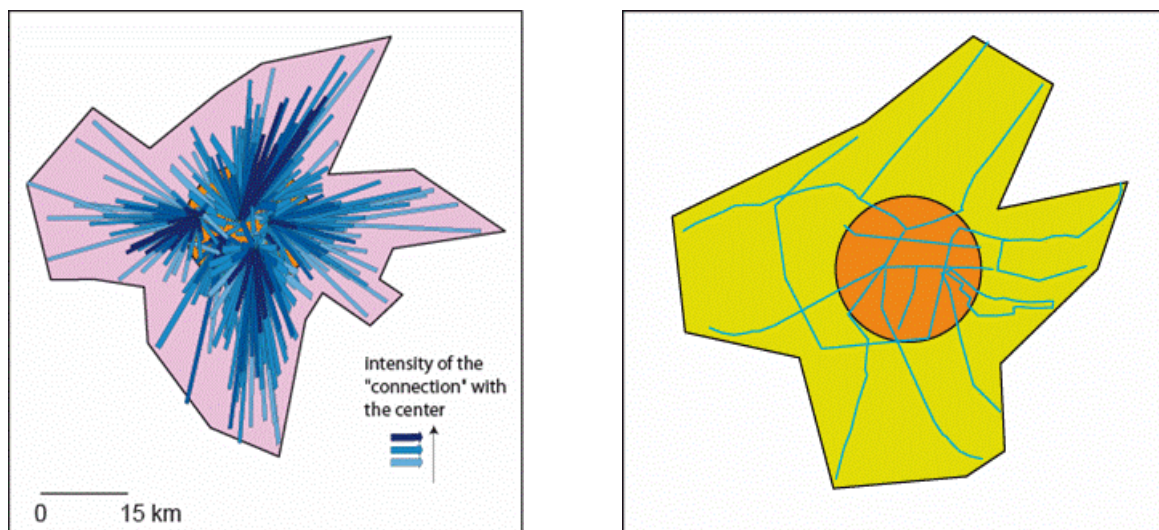 Intensity of the
"connection" with
the center
0 15 km